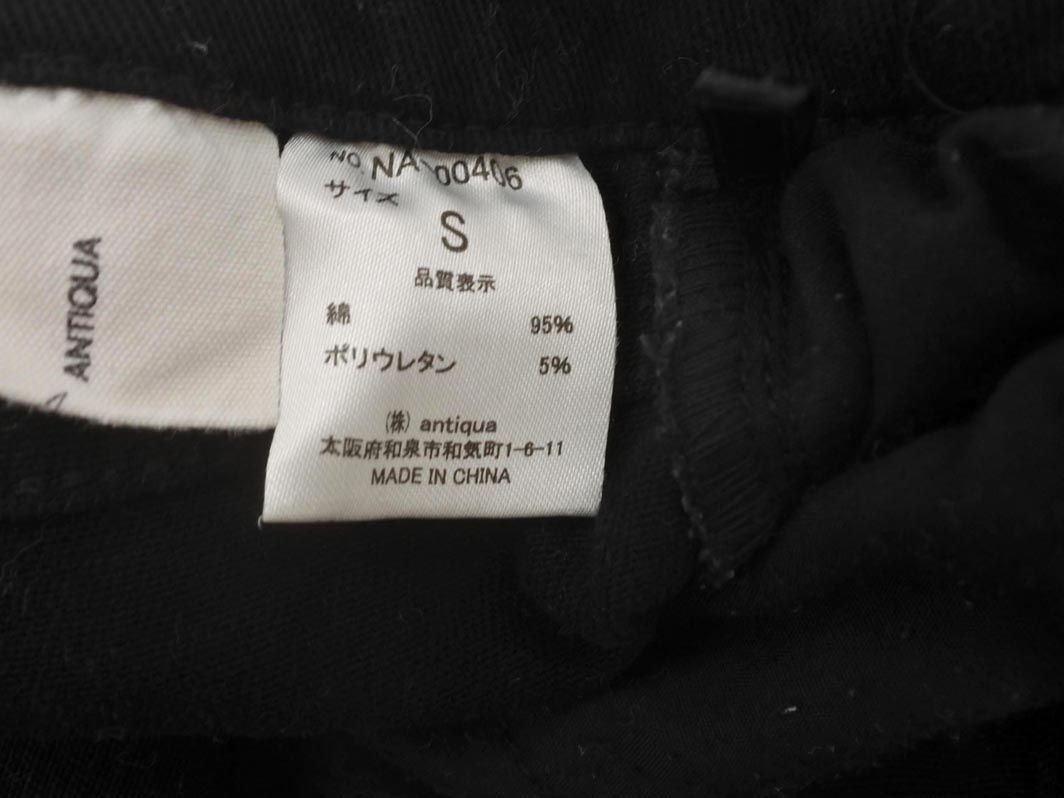 ANTIQUA
NO. NA-00406
サイズ
S
品質表示
綿 95%
ポリウレタン 5%
(株) antiqua
大阪府和泉市和気町1-6-11
MADE IN CHINA